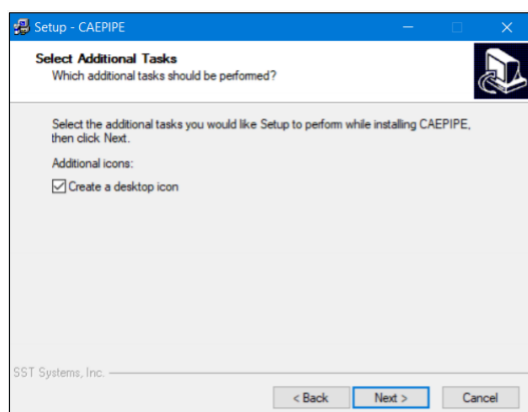 Setup - CAEPIPE
Select Additional Tasks
Which additional tasks should be performed?
Select the additional tasks you would like Setup to perform while installing CAEPIPE,
then click Next.
Additional icons:
Create a desktop icon
SST Systems, Inc.
< Back Next > Cancel